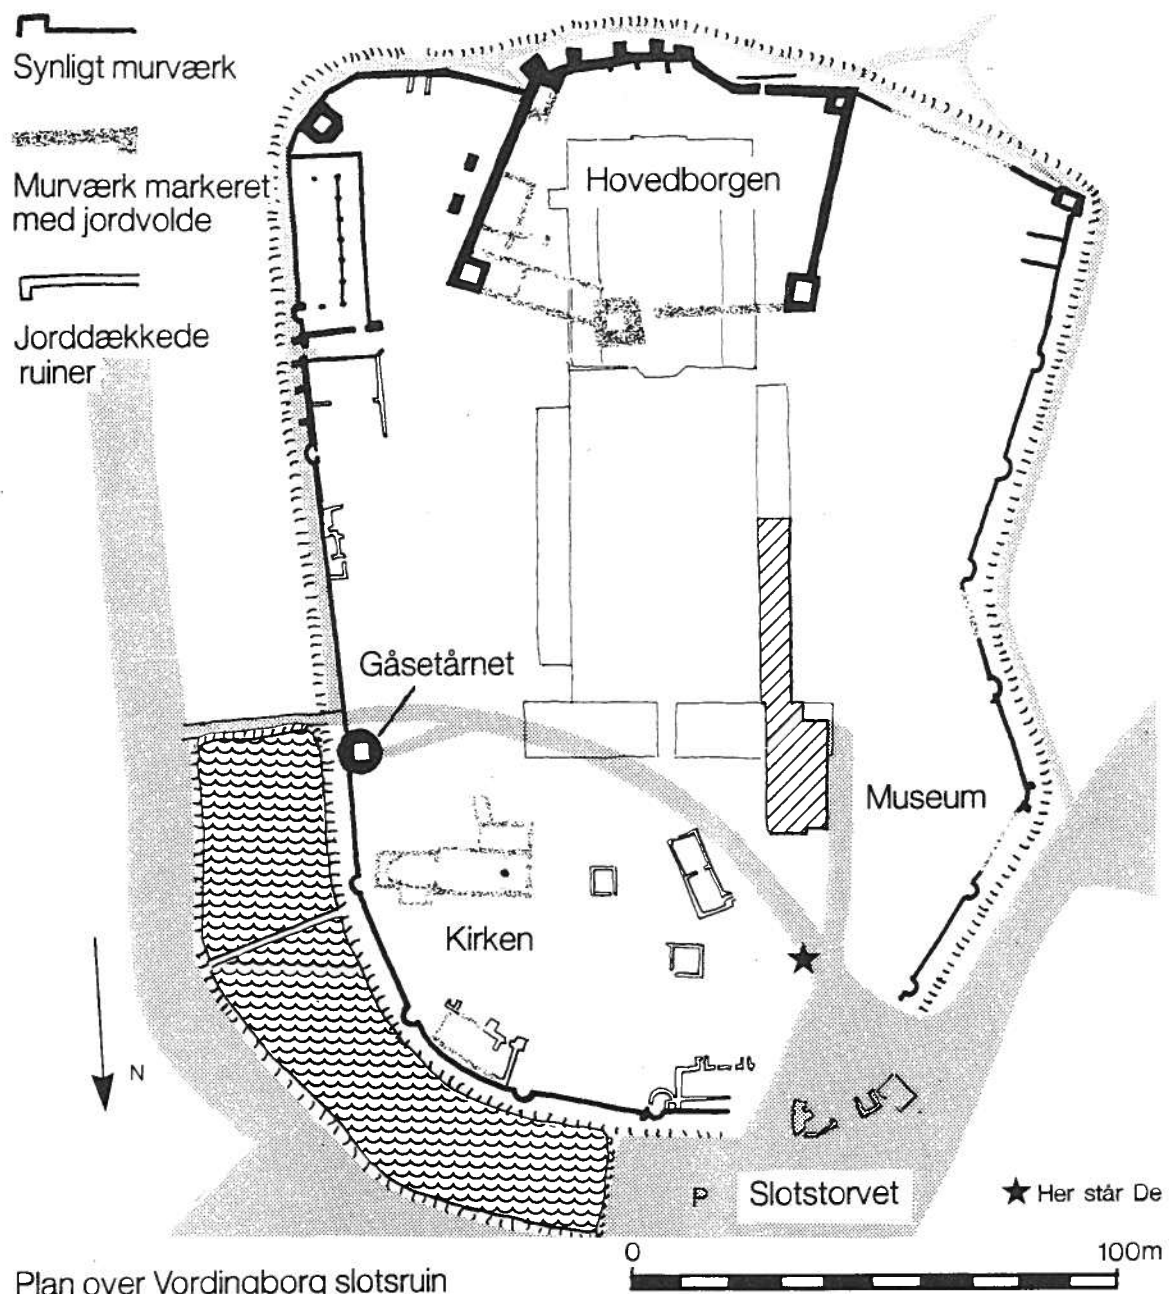 Synligt murværk
Murværk markeret
med jordvolde
Jorddækkede
ruiner
Hovedborgen
Gåsetårnet
Museum
Kirken
N
P
Slotstorvet
Her står De
0
100m
Plan over Vordingborg slotsruin